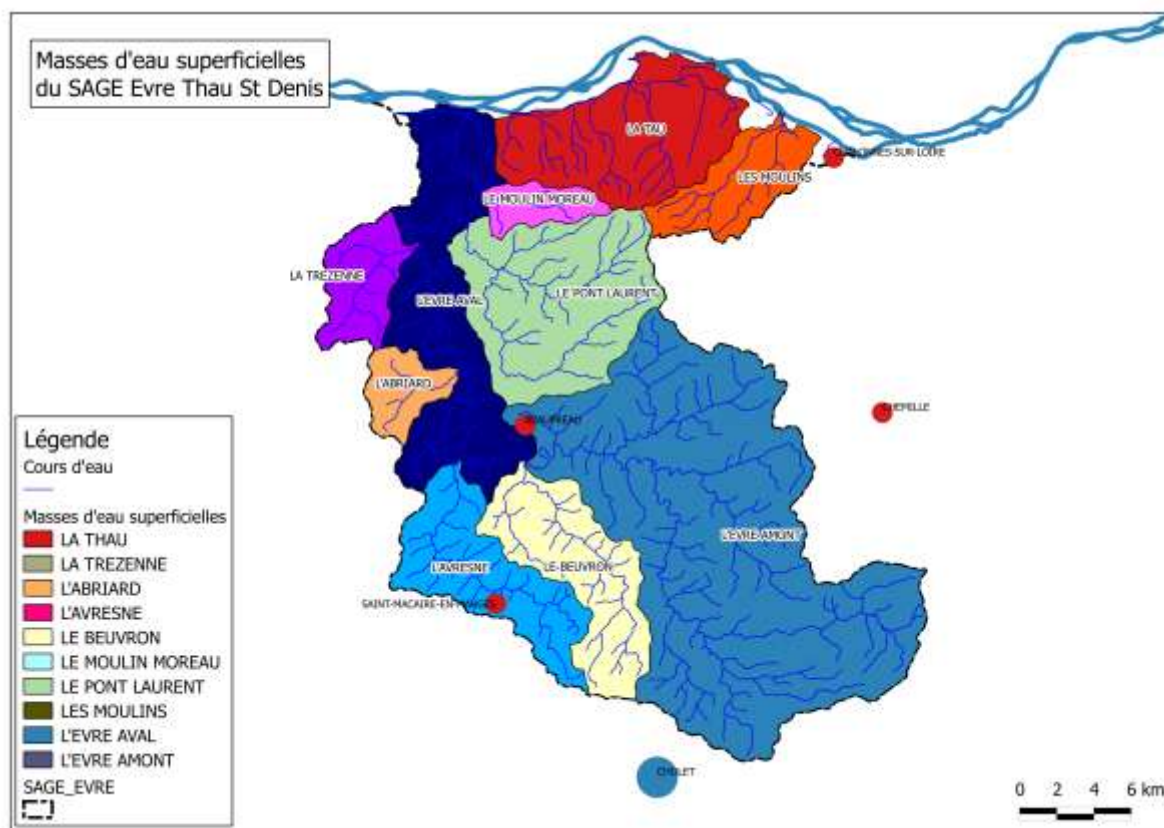 Masses d'eau superficielles
du SAGE Evre Thau St Denis
LA TAU
LES MOULINS
LE MOULIN MOREAU
LA TREZENNE
L'EVRE AVAL
LE PONT LAURENT
L'ABRIARD
L'EVRE AMONT
L'AVRESNE
LE BEUVRON
SAINT-MACAIRE-EN
CHOLET
Légende
Cours d'eau
Masses d'eau superficielles
LA THAU
LA TREZENNE
L'ABRIARD
L'AVRESNE
LE BEUVRON
LE MOULIN MOREAU
LE PONT LAURENT
LES MOULINS
L'EVRE AVAL
L'EVRE AMONT
SAGE_EVRE
0 2 4 6 km